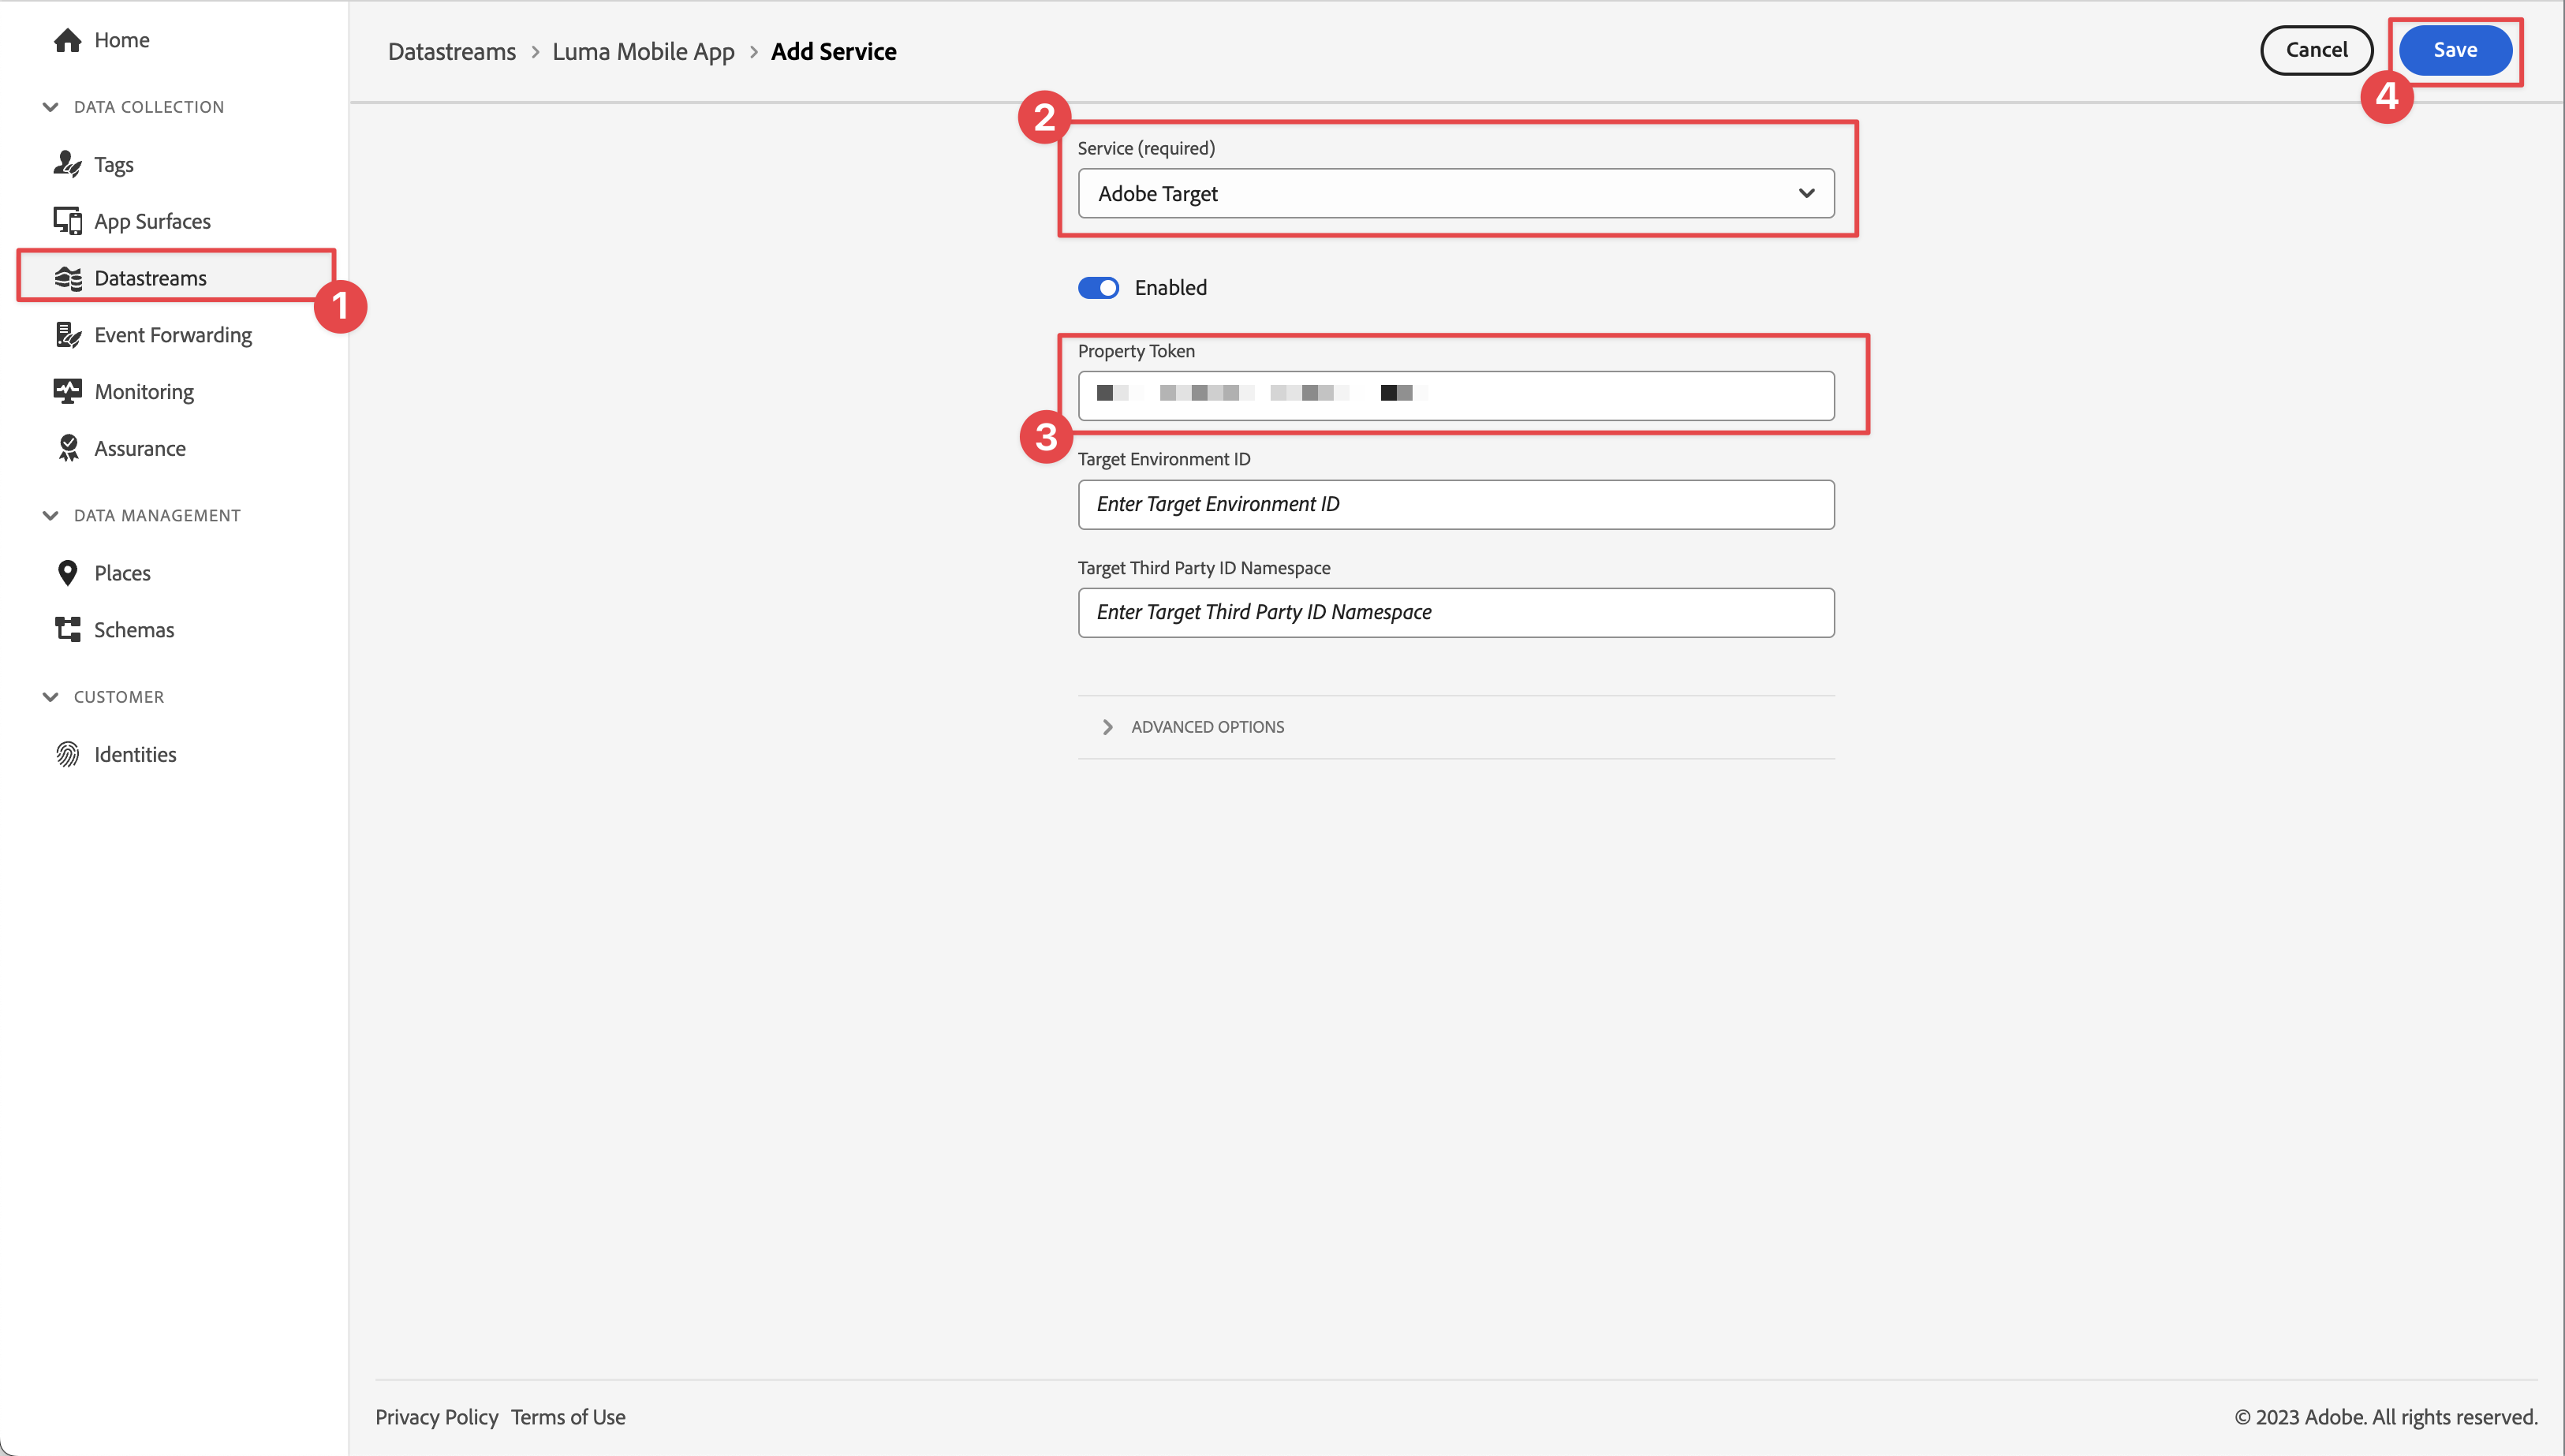 Home
DATA COLLECTION
Tags
App Surfaces
Datastreams
1
Event Forwarding
Monitoring
Assurance
DATA MANAGEMENT
Places
Schemas
CUSTOMER
Identities
Datastreams > Luma Mobile App > Add Service
Cancel
Save
4
2
Service (required)
Adobe Target
Enabled
Property Token
3
Target Environment ID
Enter Target Environment ID
Target Third Party ID Namespace
Enter Target Third Party ID Namespace
ADVANCED OPTIONS
Privacy Policy Terms of Use
© 2023 Adobe. All rights reserved.